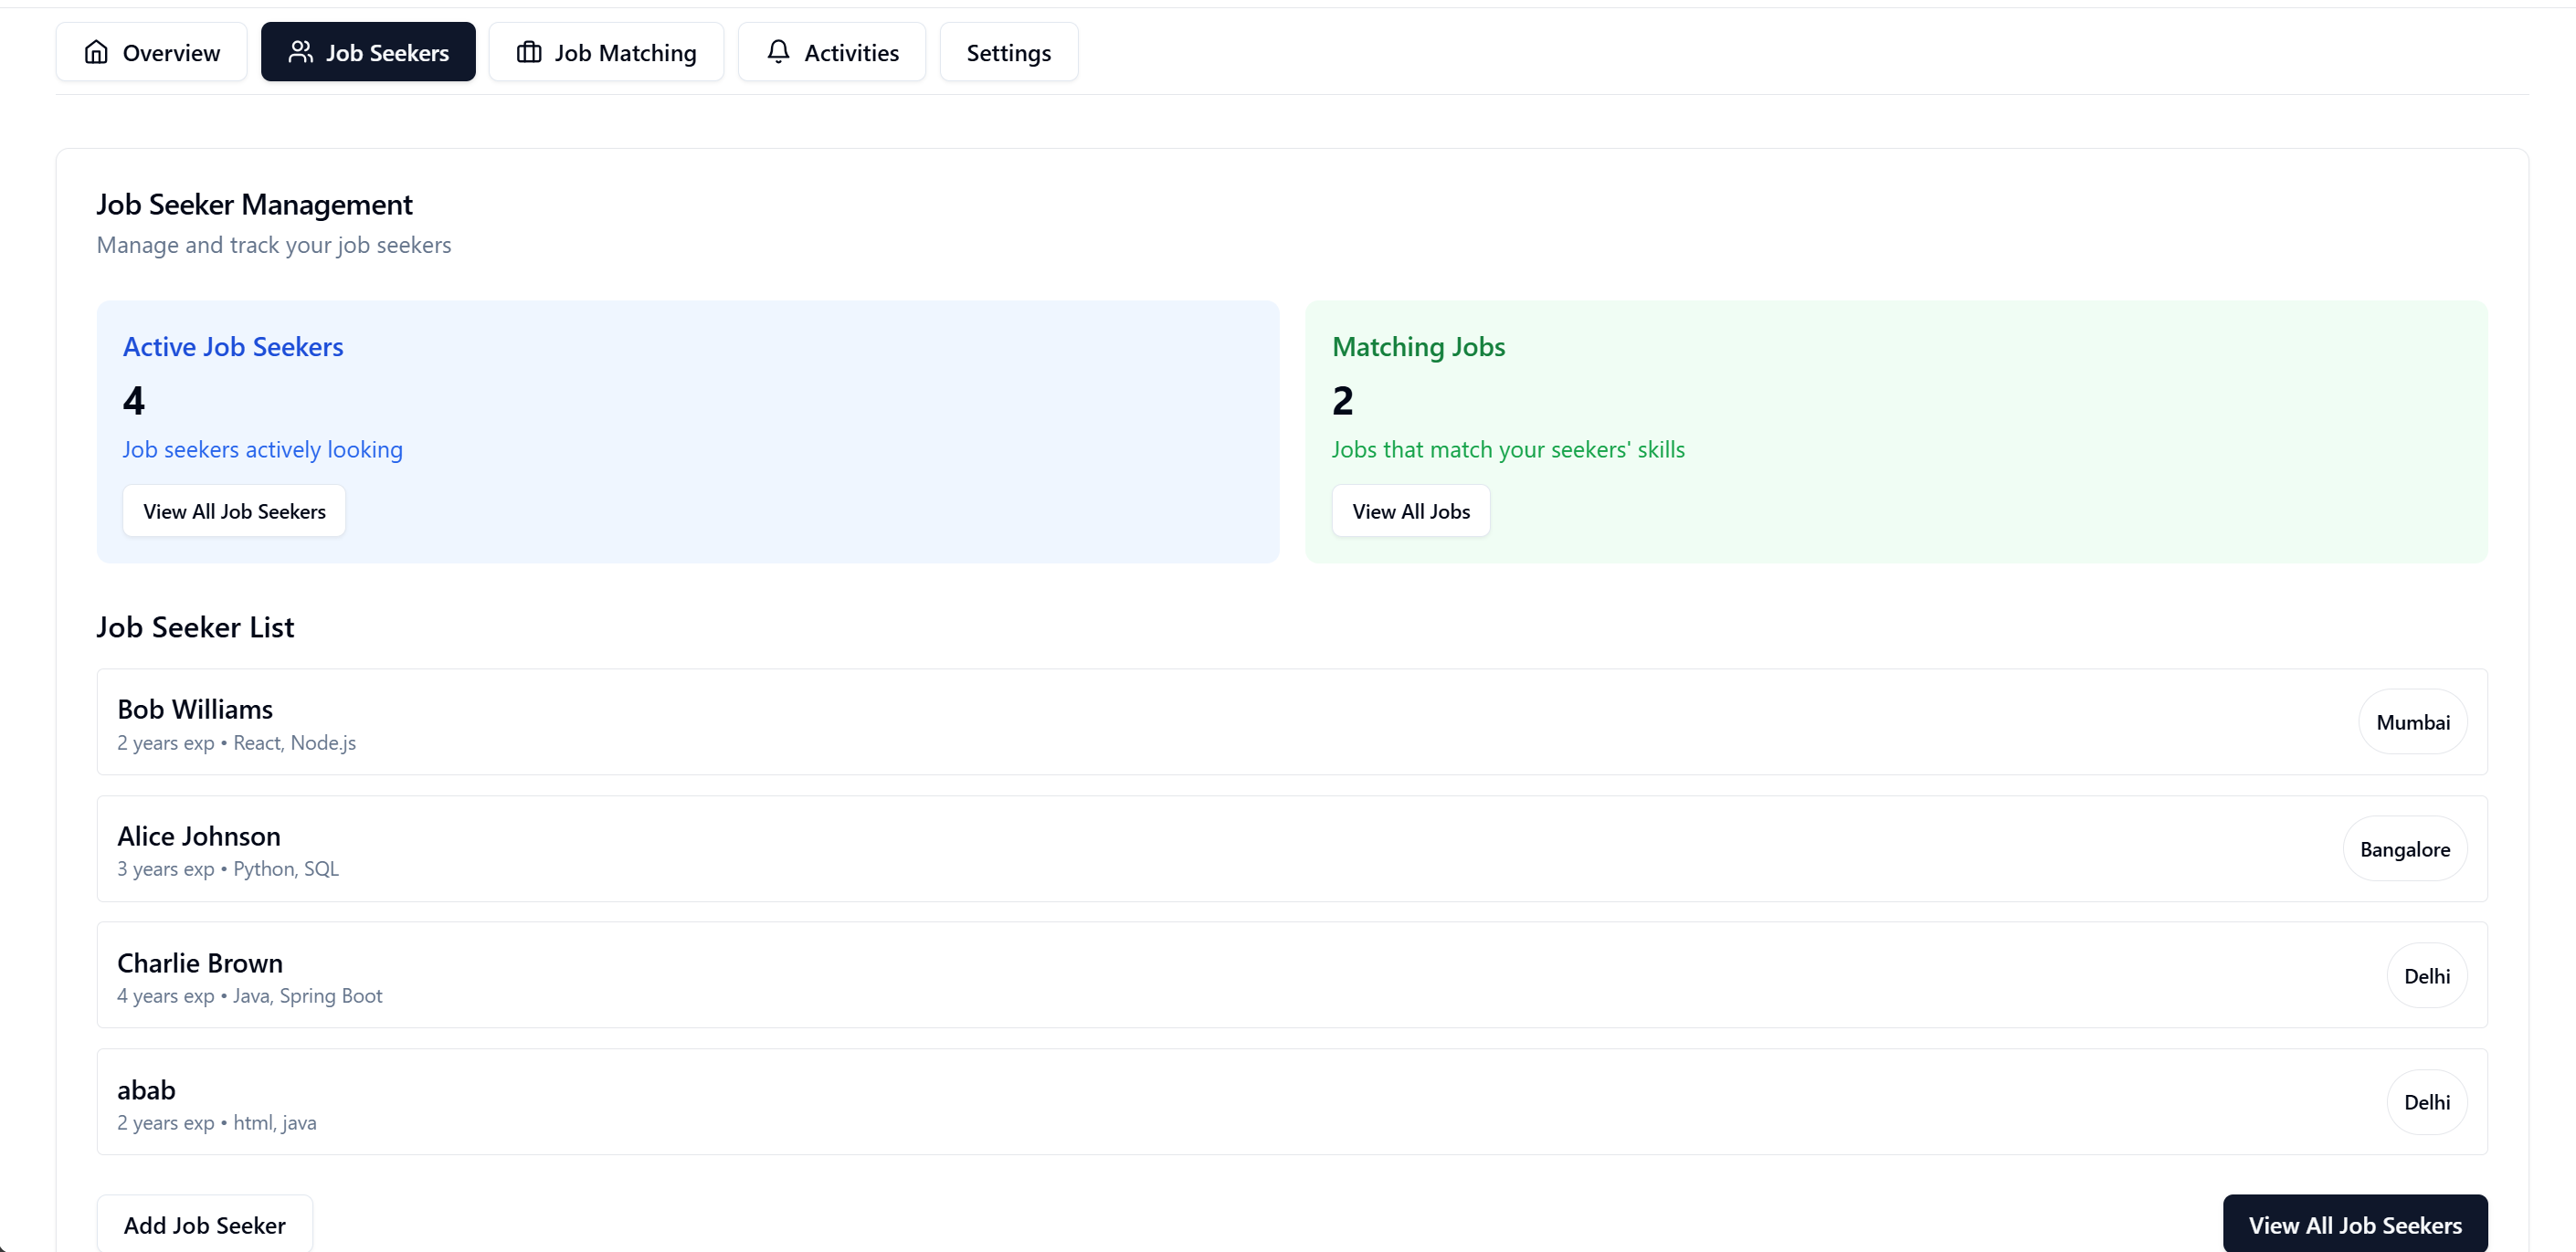 Overview
Job Seekers
Job Matching
Activities
Settings
Job Seeker Management
Manage and track your job seekers
Active Job Seekers
4
Job seekers actively looking
View All Job Seekers
Matching Jobs
2
Jobs that match your seekers' skills
View All Jobs
Job Seeker List
Bob Williams
2 years exp • React, Node.js
Mumbai
Alice Johnson
3 years exp • Python, SQL
Bangalore
Charlie Brown
4 years exp • Java, Spring Boot
Delhi
abab
2 years exp • html, java
Delhi
Add Job Seeker
View All Job Seekers